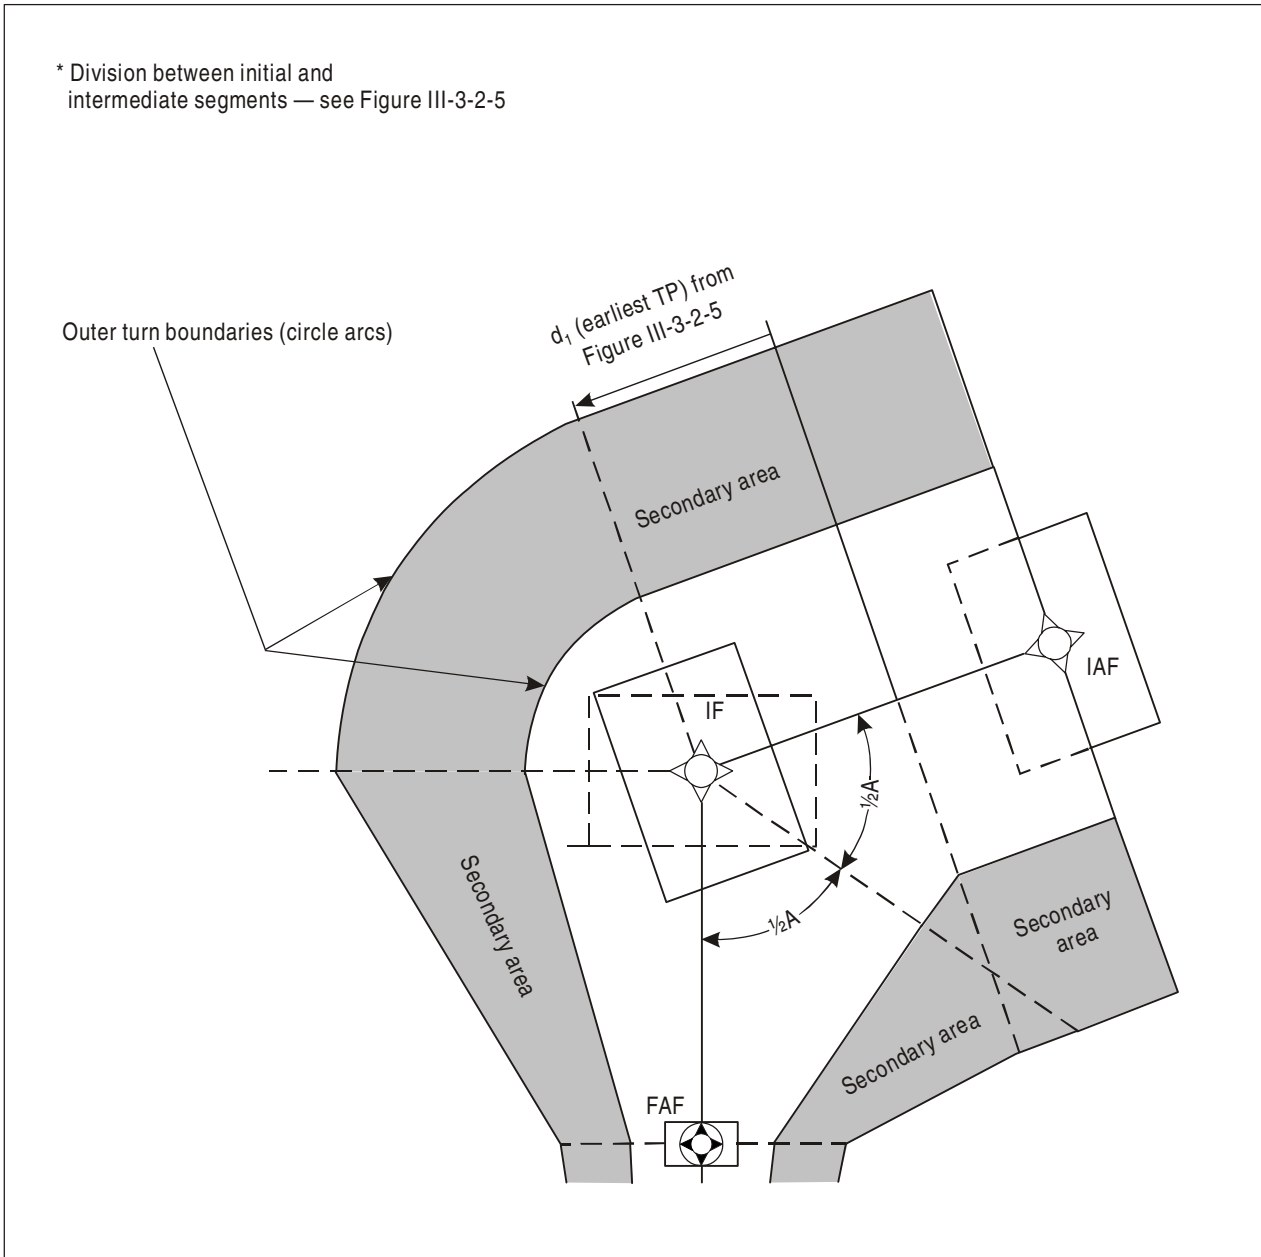 * Division between initial and
intermediate segments — see Figure III-3-2-5
d₁ (earliest TP) from
Figure III-3-2-5
Outer turn boundaries (circle arcs)
Secondary area
IAF
IF
½A
½A
Secondary area
Secondary
area
Secondary area
FAF